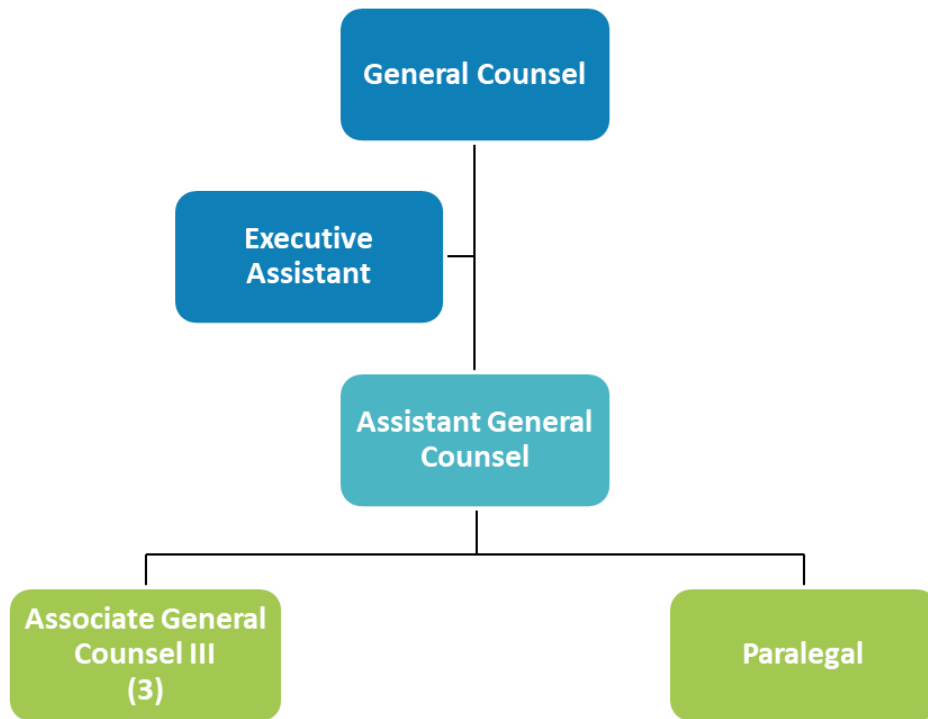 General Counsel
Executive
Assistant
Assistant General
Counsel
Associate General
Counsel III
(3)
Paralegal